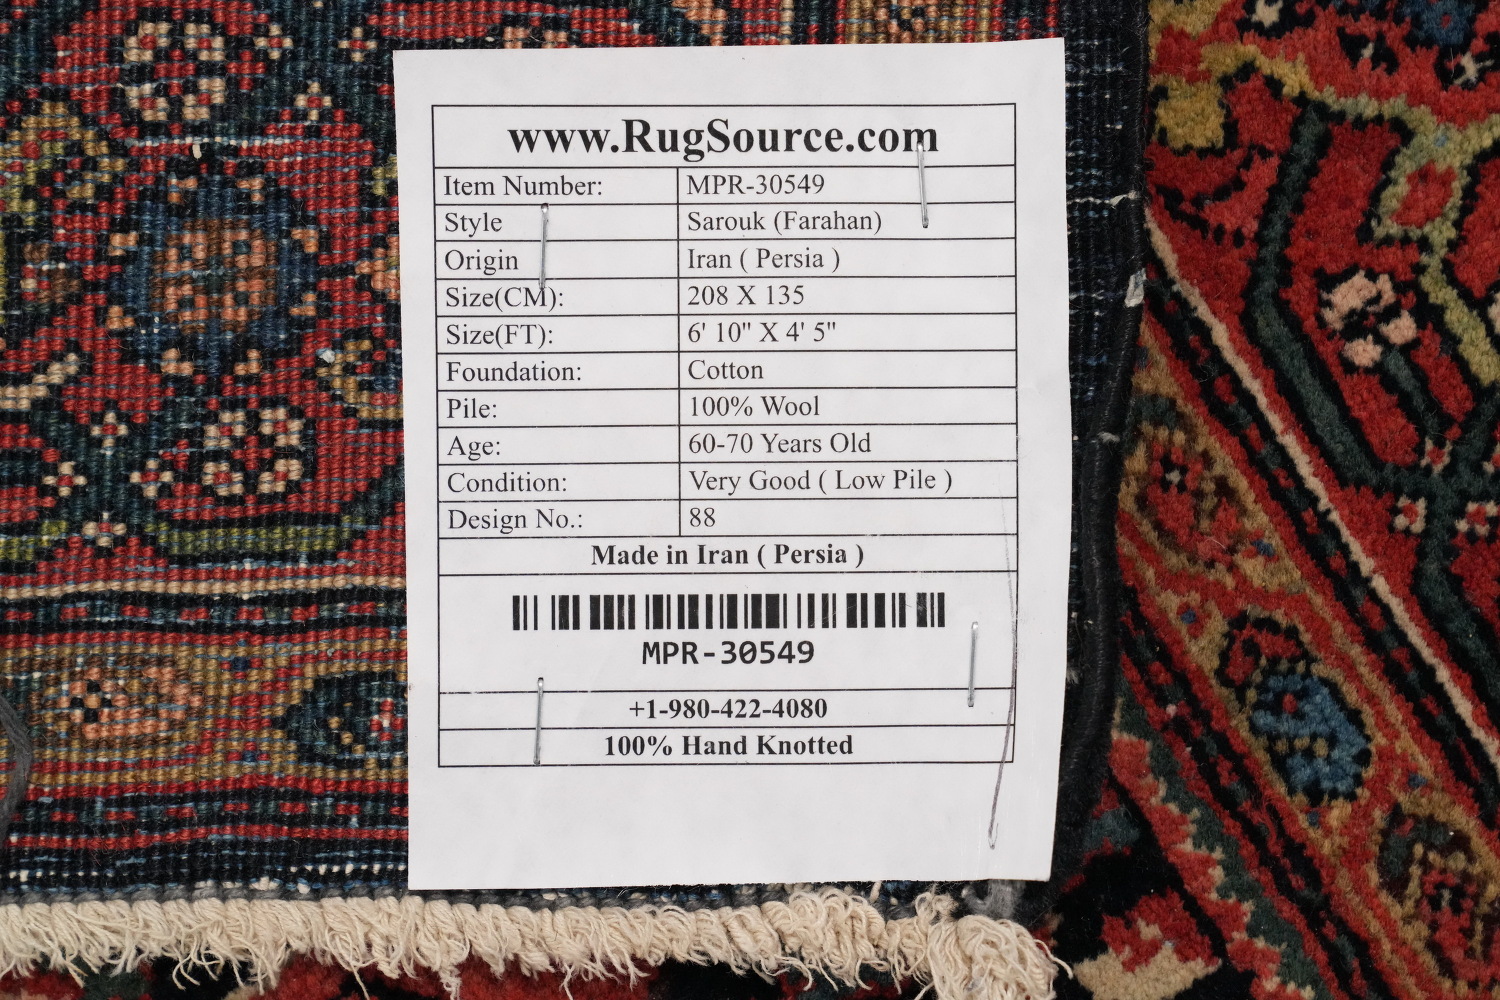 www.RugSource.com
Item Number: MPR-30549
Style Sarouk (Farahan)
Origin Iran ( Persia )
Size(CM): 208 X 135
Size(FT): 6' 10" X 4' 5"
Foundation: Cotton
Pile: 100% Wool
Age: 60-70 Years Old
Condition: Very Good ( Low Pile )
Design No.: 88
Made in Iran ( Persia )
MPR-30549
+1-980-422-4080
100% Hand Knotted